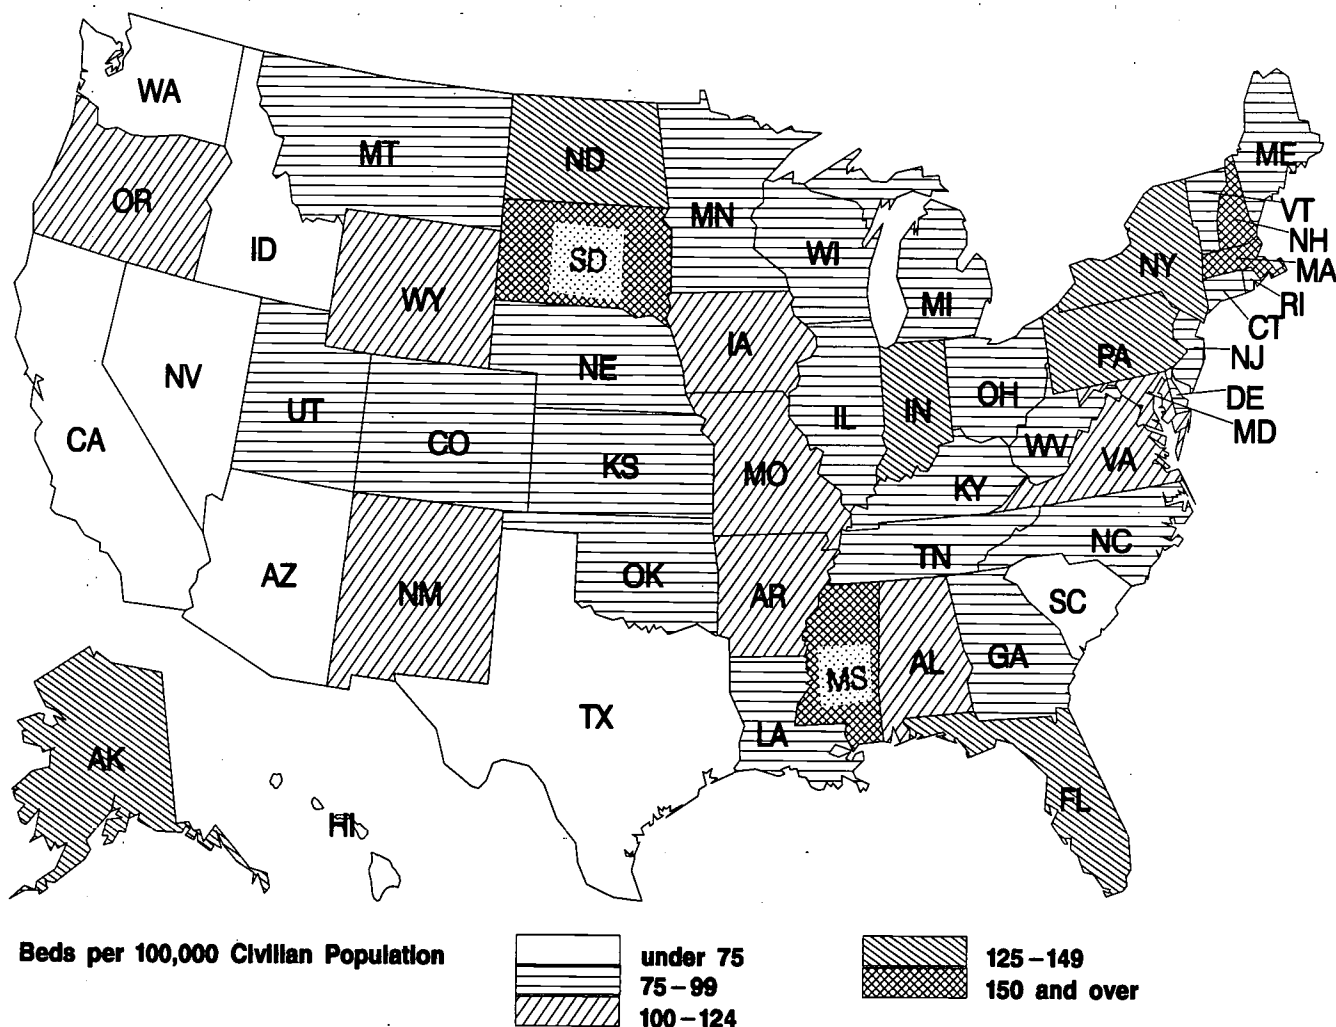 WA
MT
ND
ME
OR
MN
VT
ID
SD
WI
NH
NY
MA
WY
MI
RI
IA
CT
NV
NE
PA
NJ
UT
OH
DE
CA
CO
IL
IN
MD
KS
WV
VA
MO
KY
NC
AZ
OK
TN
NM
AR
SC
MS
AL
GA
TX
LA
AK
FL
HI
Beds per 100,000 Civilian Population
under 75
75-99
100-124
125-149
150 and over